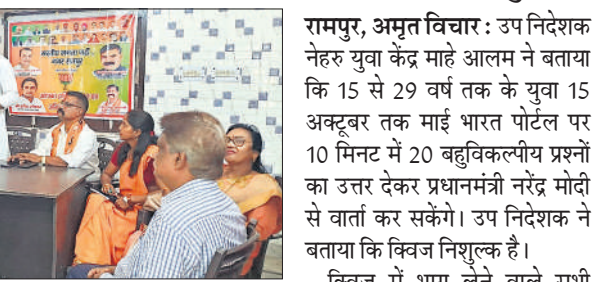 रामपुर, अमृत विचार : उप निदेशक
नेहरु युवा केंद्र माहे आलम ने बताया
कि 15 से 29 वर्ष तक के युवा 15
अक्टूबर तक माई भारत पोर्टल पर
10 मिनट में 20 बहुविकल्पीय प्रश्नों
का उत्तर देकर प्रधानमंत्री नरेंद्र मोदी
से वार्ता कर सकेंगे। उप निदेशक ने
बताया कि क्विज निशुल्क है।
क्विज में भाग लेने वाले सभी